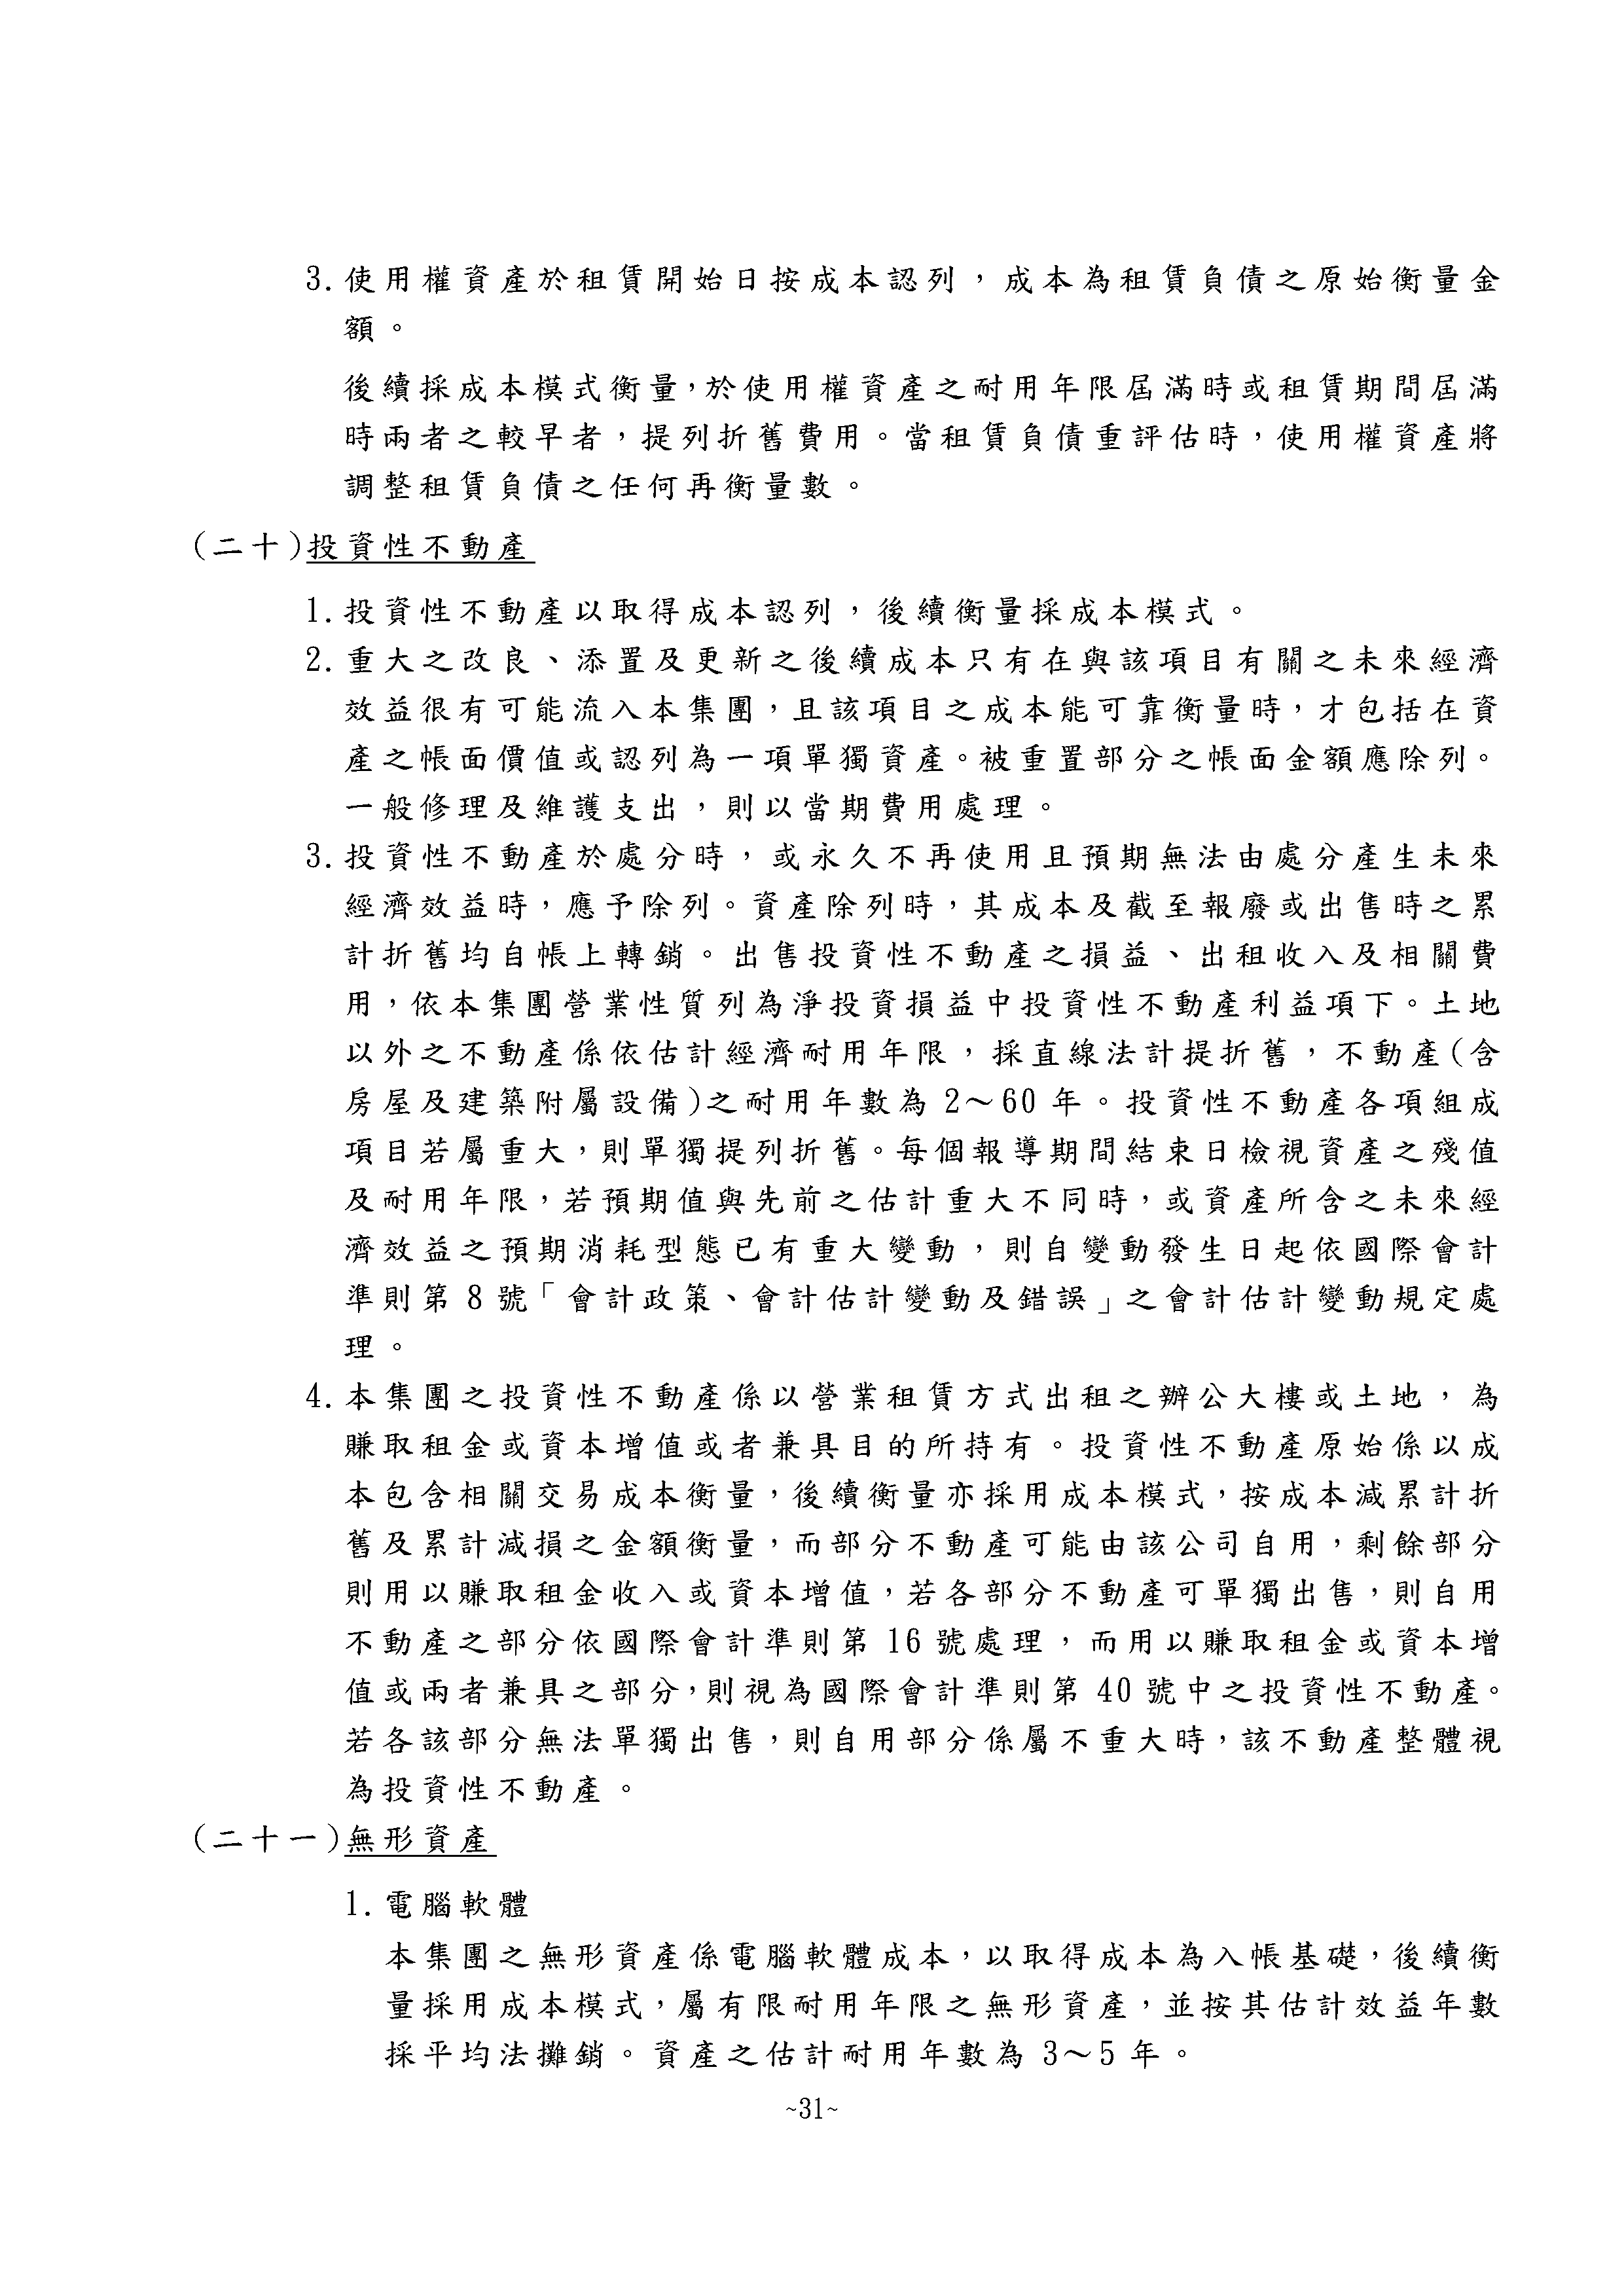 3.使用權資產於租賃開始日按成本認列，成本為租賃負債之原始衡量金
額。
後續採成本模式衡量，於使用權資產之耐用年限屆滿時或租賃期間屆滿
時兩者之較早者，提列折舊費用。當租賃負債重評估時，使用權資產將
調整租賃負債之任何再衡量數。
(二十)投資性不動產
1.投資性不動產以取得成本認列，後續衡量採成本模式。
2.重大之改良、添置及更新之後續成本只有在與該項目有關之未來經濟
效益很有可能流入本集團，且該項目之成本能可靠衡量時，才包括在資
產之帳面價值或認列為一項單獨資產。被重置部分之帳面金額應除列。
一般修理及維護支出，則以當期費用處理。
3.投資性不動產於處分時，或永久不再使用且預期無法由處分產生未來
經濟效益時，應予除列。資產除列時，其成本及截至報廢或出售時之累
計折舊均自帳上轉銷。出售投資性不動產之損益、出租收入及相關費
用，依本集團營業性質列為淨投資損益中投資性不動產利益項下。土地
以外之不動產係依估計經濟耐用年限，採直線法計提折舊，不動產(含
房屋及建築附屬設備)之耐用年數為 2～60 年。投資性不動產各項組成
項目若屬重大，則單獨提列折舊。每個報導期間結束日檢視資產之殘值
及耐用年限，若預期值與先前之估計重大不同時，或資產所含之未來經
濟效益之預期消耗型態已有重大變動，則自變動發生日起依國際會計
準則第 8 號「會計政策、會計估計變動及錯誤」之會計估計變動規定處
理。
4.本集團之投資性不動產係以營業租賃方式出租之辦公大樓或土地，為
賺取租金或資本增值或者兼具目的所持有。投資性不動產原始係以成
本包含相關交易成本衡量，後續衡量亦採用成本模式，按成本減累計折
舊及累計減損之金額衡量，而部分不動產可能由該公司自用，剩餘部分
則用以賺取租金收入或資本增值，若各部分不動產可單獨出售，則自用
不動產之部分依國際會計準則第 16 號處理，而用以賺取租金或資本增
值或兩者兼具之部分，則視為國際會計準則第 40 號中之投資性不動產。
若各該部分無法單獨出售，則自用部分係屬不重大時，該不動產整體視
為投資性不動產。
(二十一)無形資產
1.電腦軟體
本集團之無形資產係電腦軟體成本，以取得成本為入帳基礎，後續衡
量採用成本模式，屬有限耐用年限之無形資產，並按其估計效益年數
採平均法攤銷。資產之估計耐用年數為 3～5 年。
~31~